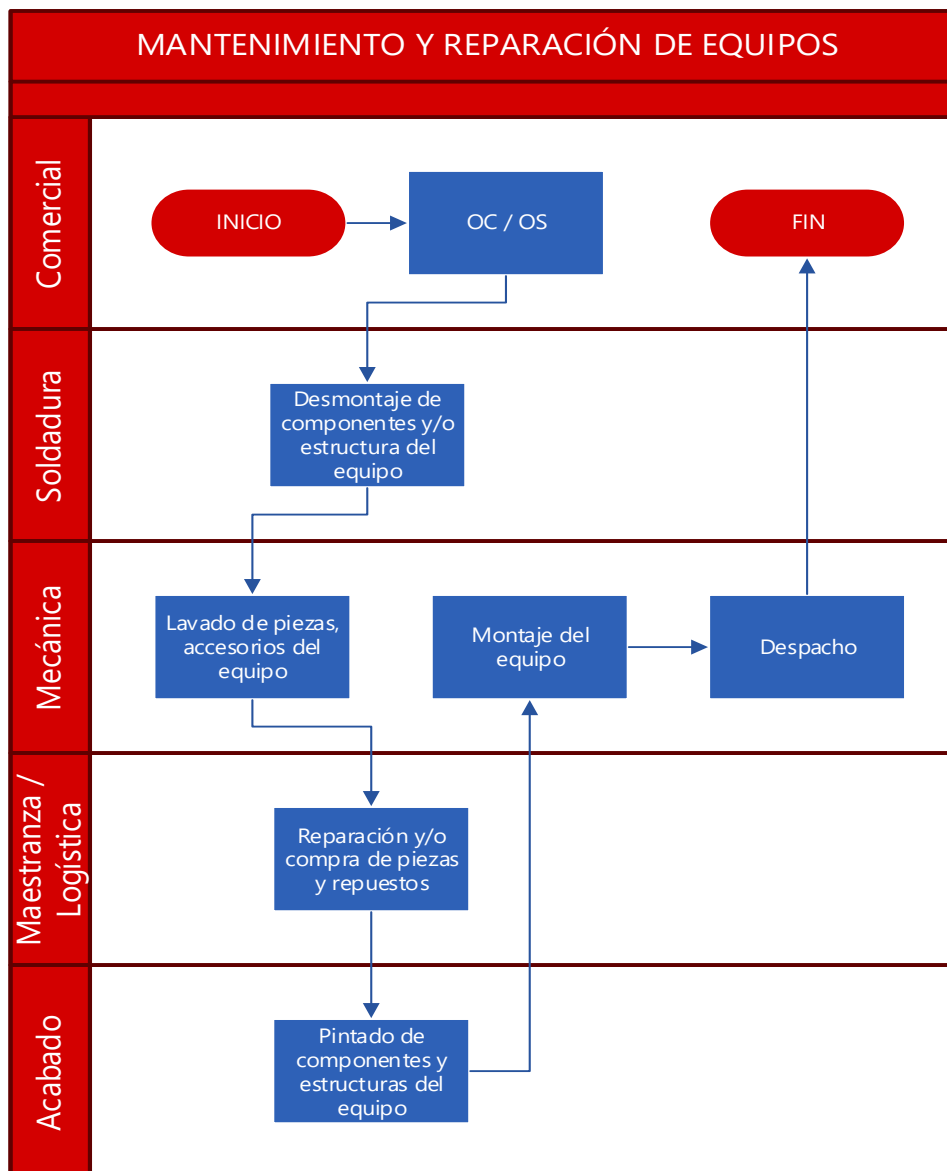 MANTENIMIENTO Y REPARACIÓN DE EQUIPOS
Comercial
INICIO
OC / OS
FIN
Soldadura
Desmontaje de
componentes y/o
estructura del
equipo
Mecánica
Lavado de piezas,
accesorios del
equipo
Montaje del
equipo
Despacho
Maestranza /
Logística
Reparación y/o
compra de piezas
y repuestos
Acabado
Pintado de
componentes y
estructuras del
equipo